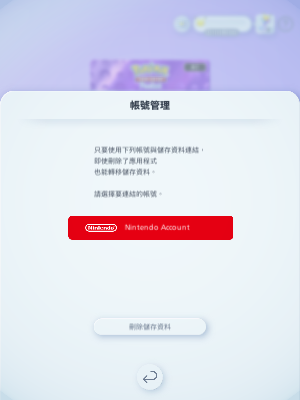 帳號管理
只要使用下列帳號與儲存資料連結，
即使刪除了應用程式
也能轉移儲存資料。
請選擇要連結的帳號。
Nintendo Nintendo Account
刪除儲存資料